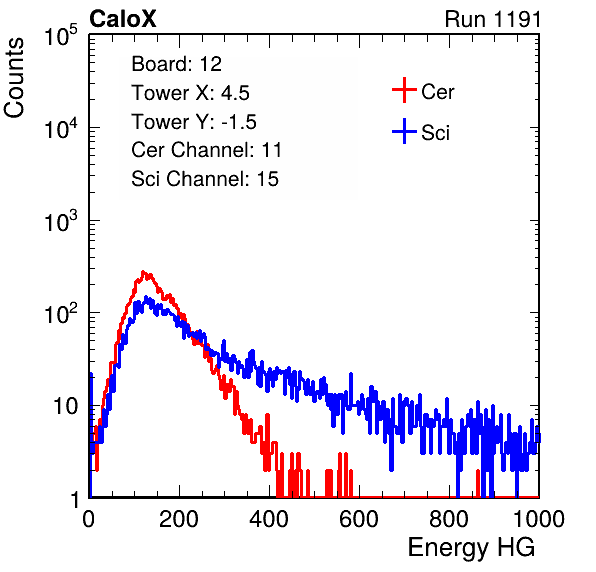 CaloX Run 1191
Counts
10^5
10^4
10^3
10^2
10
1
Board: 12
Tower X: 4.5
Tower Y: -1.5
Cer Channel: 11
Sci Channel: 15
Cer
Sci
0 200 400 600 800 1000
Energy HG